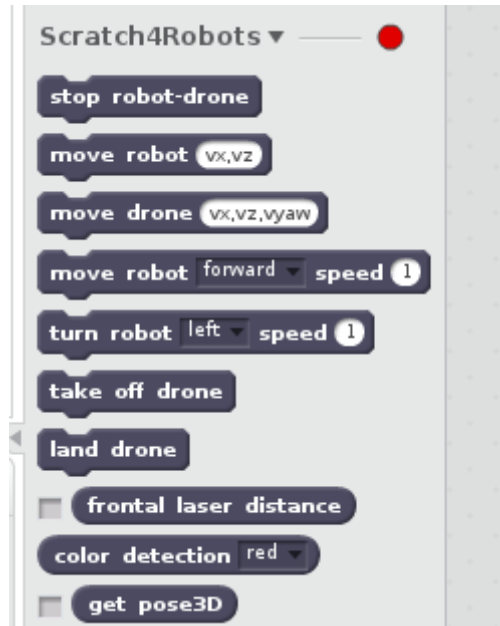 Scratch4Robots
stop robot-drone
move robot vx,vz
move drone vx,vz,vyaw
move robot forward speed 1
turn robot left speed 1
take off drone
land drone
frontal laser distance
color detection red
get pose3D